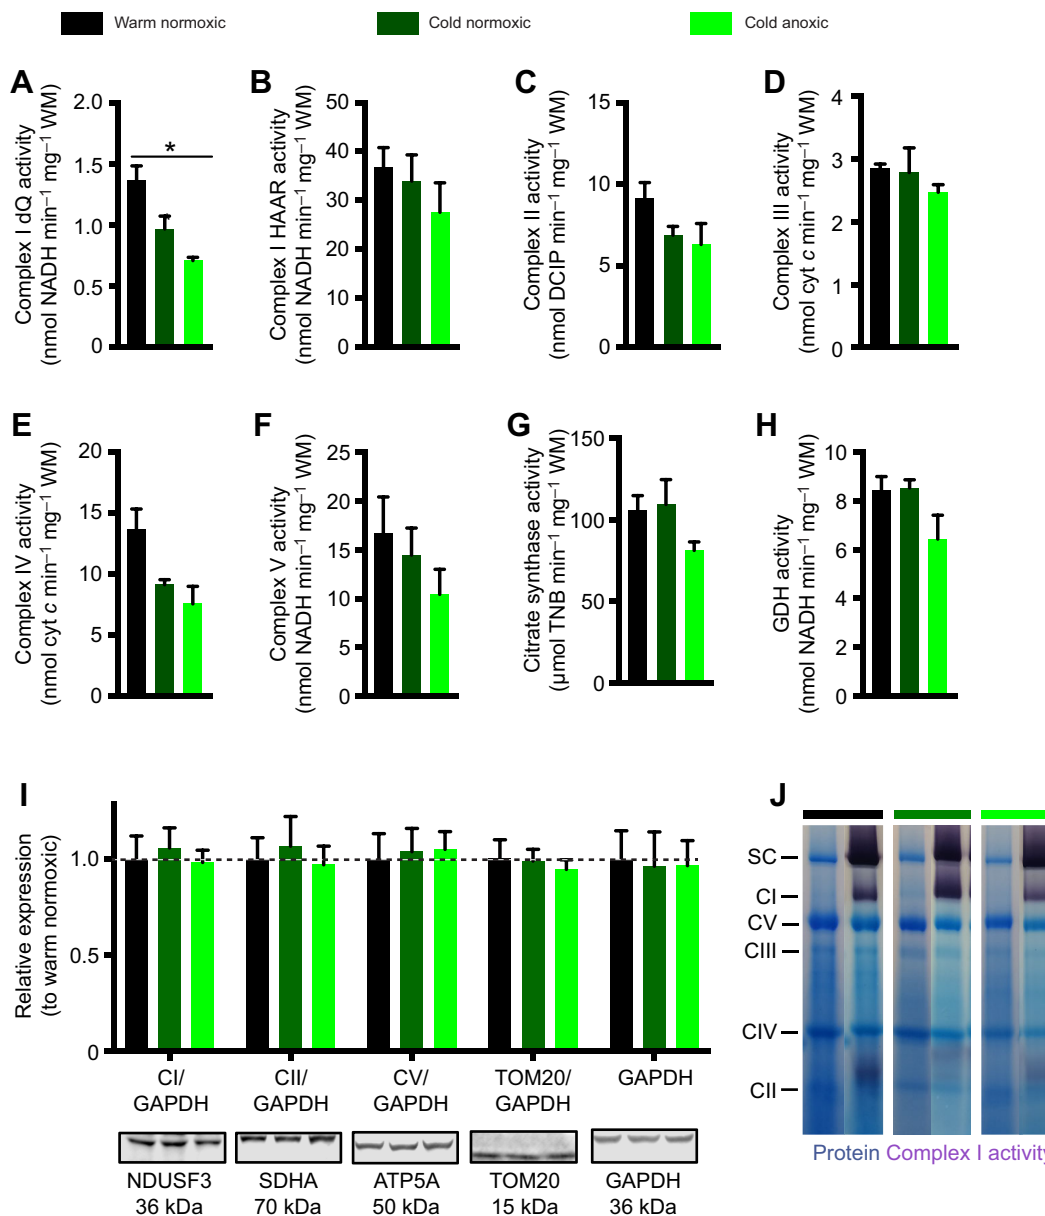 Warm normoxic
Cold normoxic
Cold anoxic
A
Complex I dQ activity
(nmol NADH min–1 mg–1 WM)
2.0
1.5
1.0
0.5
0
*
B
Complex I HAAR activity
(nmol NADH min–1 mg–1 WM)
50
40
30
20
10
0
C
Complex II activity
(nmol DCIP min–1 mg–1 WM)
15
10
5
0
D
Complex III activity
(nmol cyt c min–1 mg–1 WM)
4
3
2
1
0
E
Complex IV activity
(nmol cyt c min–1 mg–1 WM)
20
15
10
5
0
F
Complex V activity
(nmol NADH min–1 mg–1 WM)
25
20
15
10
5
0
G
Citrate synthase activity
(µmol TNB min–1 mg–1 WM)
150
100
50
0
H
GDH activity
(nmol NADH min–1 mg–1 WM)
10
8
6
4
2
0
I
Relative expression
(to warm normoxic)
1.0
0.5
0
CI/
GAPDH
CII/
GAPDH
CV/
GAPDH
TOM20/
GAPDH
GAPDH
NDUSF3
36 kDa
SDHA
70 kDa
ATP5A
50 kDa
TOM20
15 kDa
GAPDH
36 kDa
J
SC
CI
CV
CIII
CIV
CII
Protein Complex I activity